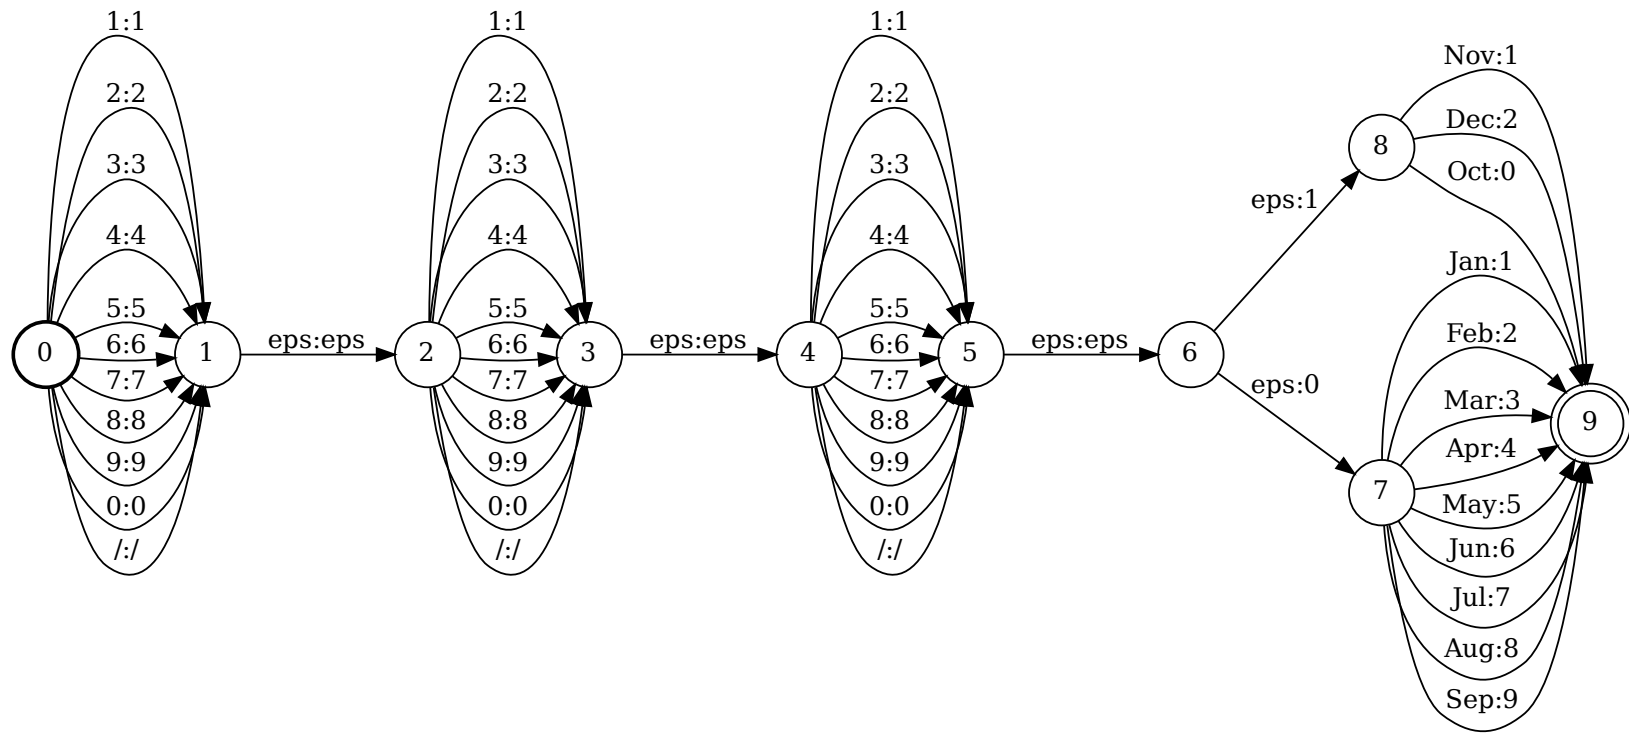 1:1
2:2
3:3
4:4
5:5
6:6
7:7
8:8
9:9
0:0
/:/
0
1
eps:eps
1:1
2:2
3:3
4:4
5:5
6:6
7:7
8:8
9:9
0:0
/:/
2
3
eps:eps
1:1
2:2
3:3
4:4
5:5
6:6
7:7
8:8
9:9
0:0
/:/
4
5
eps:eps
6
eps:1
eps:0
8
Nov:1
Dec:2
Oct:0
7
Jan:1
Feb:2
Mar:3
Apr:4
May:5
Jun:6
Jul:7
Aug:8
Sep:9
9